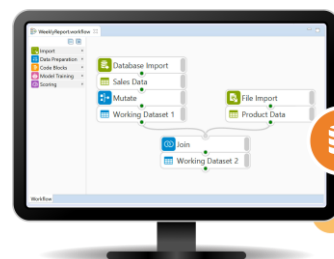 WeeklyReport.workflow
Import
Data Preparation
Code Blocks
Model Training
Scoring
Database Import
Sales Data
Mutate
Working Dataset 1
File Import
Product Data
Join
Working Dataset 2
Workflow